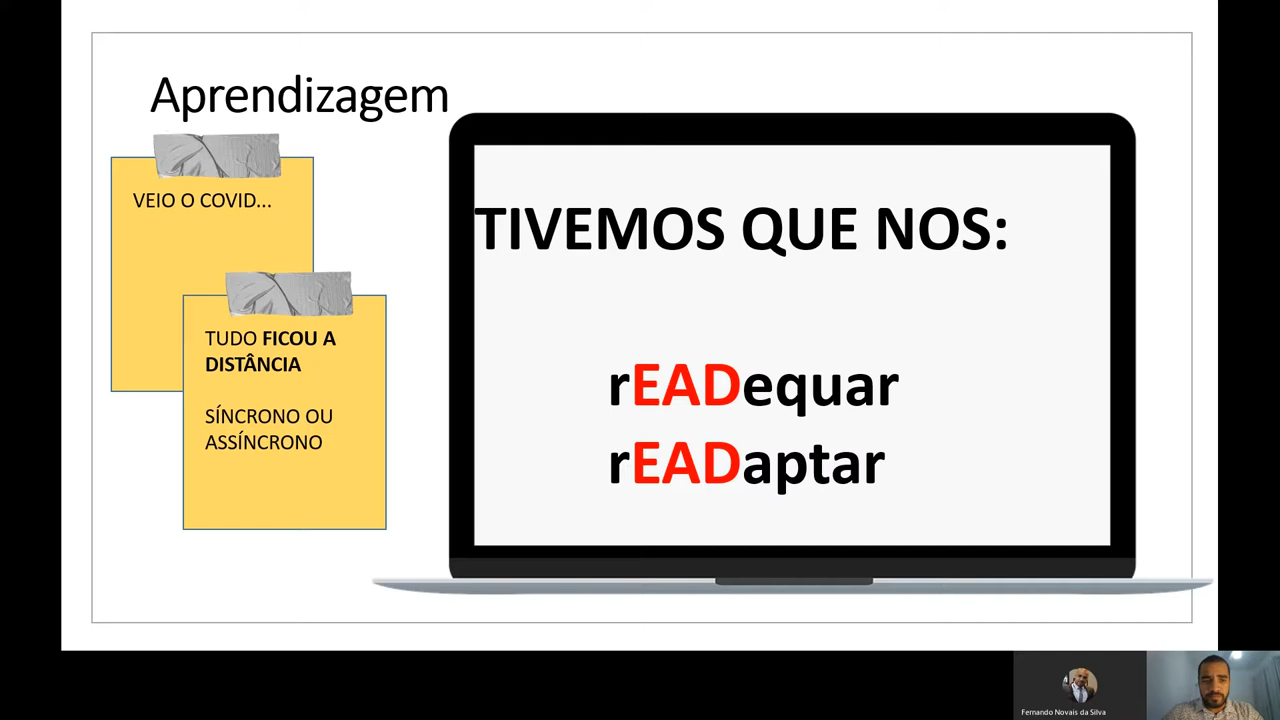 Aprendizagem
VEIO O COVID...
TUDO FICOU A
DISTÂNCIA
SÍNCRONO OU
ASSÍNCRONO
TIVEMOS QUE NOS:
rEADequar
rEADaptar
Fernando Novais da Silva